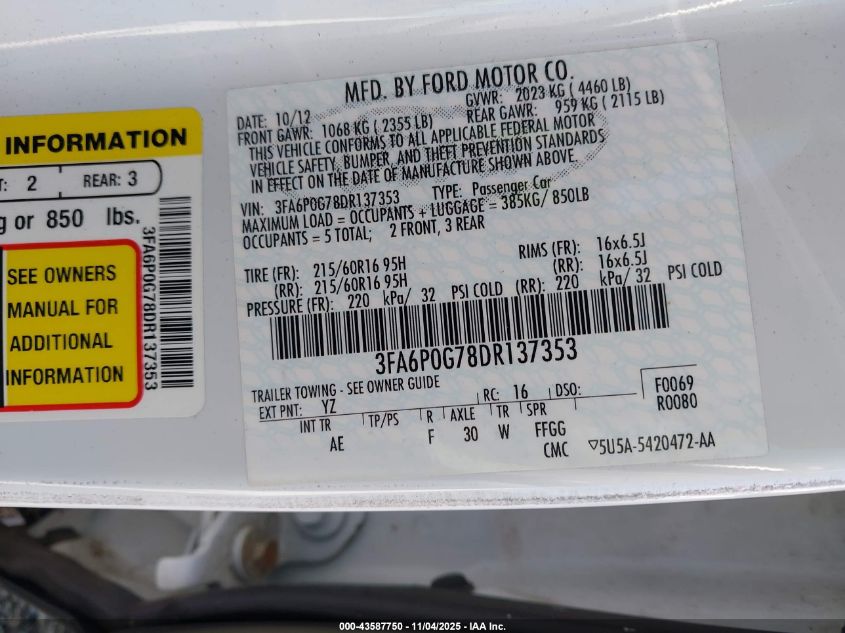 INFORMATION
T: 2 REAR: 3
g or 850 lbs.
SEE OWNERS
MANUAL FOR
ADDITIONAL
INFORMATION
3FA6P0G78DR137353
MFD. BY FORD MOTOR CO.
DATE: 10/12 GVWR: 2023 KG ( 4460 LB)
FRONT GAWR: 1068 KG ( 2355 LB) REAR GAWR: 959 KG ( 2115 LB)
THIS VEHICLE CONFORMS TO ALL APPLICABLE FEDERAL MOTOR
VEHICLE SAFETY, BUMPER, AND THEFT PREVENTION STANDARDS
IN EFFECT ON THE DATE OF MANUFACTURE SHOWN ABOVE.
VIN: 3FA6P0G78DR137353 TYPE: Passenger Car
MAXIMUM LOAD = OCCUPANTS + LUGGAGE = 385KG/ 850LB
OCCUPANTS = 5 TOTAL; 2 FRONT, 3 REAR
TIRE (FR): 215/60R16 95H RIMS (FR): 16x6.5J
(RR): 215/60R16 95H (RR): 16x6.5J
PRESSURE (FR): 220 kPa/ 32 PSI COLD (RR): 220 kPa/ 32 PSI COLD
3FA6P0G78DR137353
TRAILER TOWING - SEE OWNER GUIDE
EXT PNT: YZ RC: 16 DSO: F0069
R0080
INT TR TP/PS R AXLE TR SPR
AE F 30 W FFGG
CMC ▽5U5A-5420472-AA
000-43587750 - 11/04/2025 - IAA Inc.